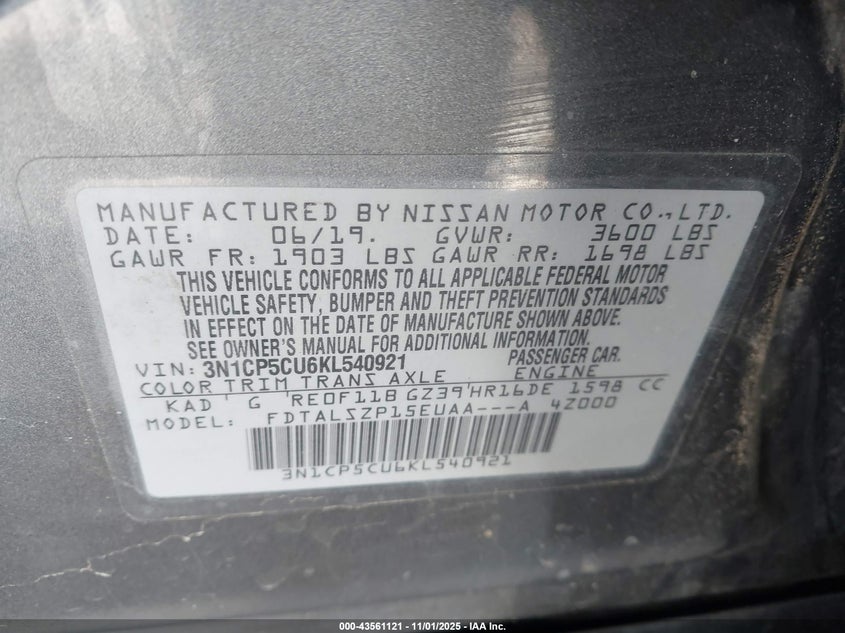 MANUFACTURED BY NISSAN MOTOR CO., LTD.
DATE: 06/19. GVWR: 3600 LBS
GAWR FR: 1903 LBS GAWR RR: 1698 LBS
THIS VEHICLE CONFORMS TO ALL APPLICABLE FEDERAL MOTOR
VEHICLE SAFETY, BUMPER AND THEFT PREVENTION STANDARDS
IN EFFECT ON THE DATE OF MANUFACTURE SHOWN ABOVE.
SEE OWNER'S MANUAL FOR ADDITIONAL INFORMATION.
VIN: 3N1CP5CU6KL540921 PASSENGER CAR.
COLOR TRIM TRANS AXLE ENGINE
KAD G RE0F11B GZ39 HR16DE 1598 CC
MODEL: FDTALSZP15EUAA---A 4Z000
3N1CP5CU6KL540921
000-43561121 - 11/01/2025 - IAA Inc.